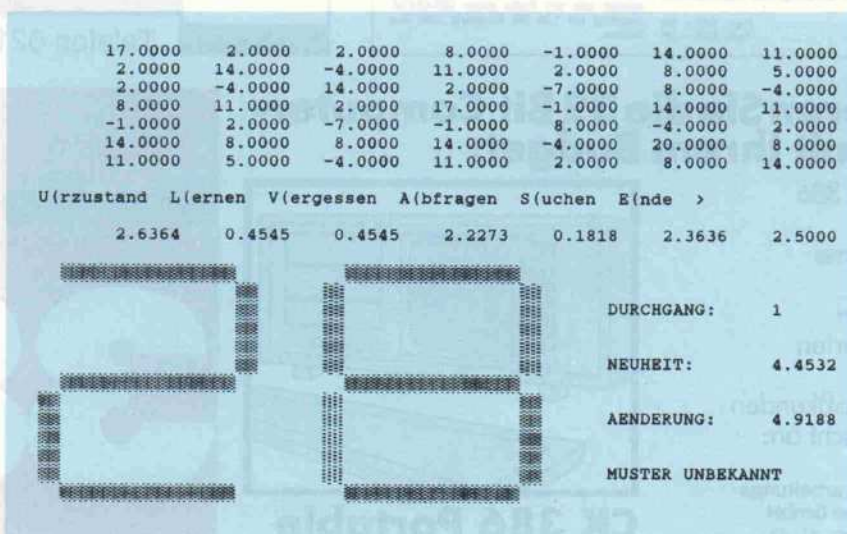 17.0000 2.0000 2.0000 8.0000 -1.0000 14.0000 11.0000
2.0000 14.0000 -4.0000 11.0000 2.0000 8.0000 5.0000
2.0000 -4.0000 14.0000 2.0000 -7.0000 8.0000 -4.0000
8.0000 11.0000 2.0000 17.0000 -1.0000 14.0000 11.0000
-1.0000 2.0000 -7.0000 -1.0000 8.0000 -4.0000 2.0000
14.0000 8.0000 8.0000 14.0000 -4.0000 20.0000 8.0000
11.0000 5.0000 -4.0000 11.0000 2.0000 8.0000 14.0000
U(rzustand L(ernen V(ergessen A(bfragen S(uchen E(nde >
2.6364 0.4545 0.4545 2.2273 0.1818 2.3636 2.5000
DURCHGANG: 1
NEUHEIT: 4.4532
AENDERUNG: 4.9188
MUSTER UNBEKANNT